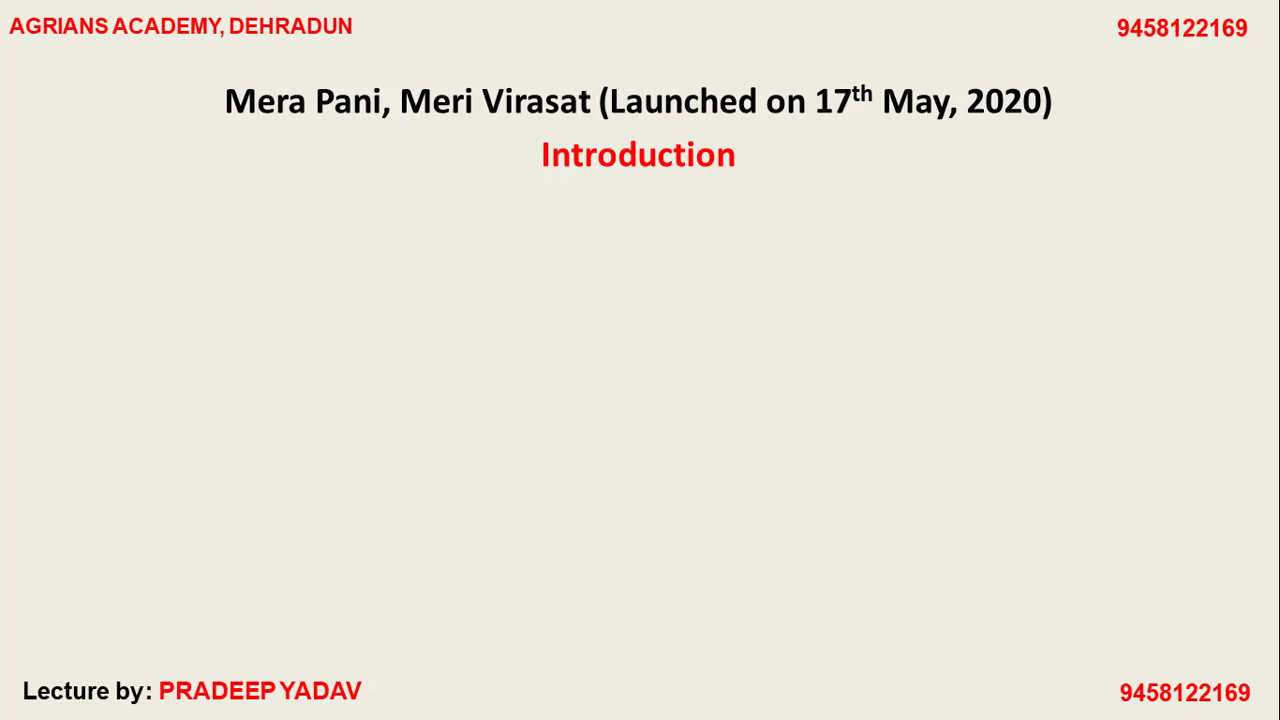 AGRIANS ACADEMY, DEHRADUN
9458122169
Mera Pani, Meri Virasat (Launched on 17th May, 2020)
Introduction
Lecture by: PRADEEP YADAV
9458122169